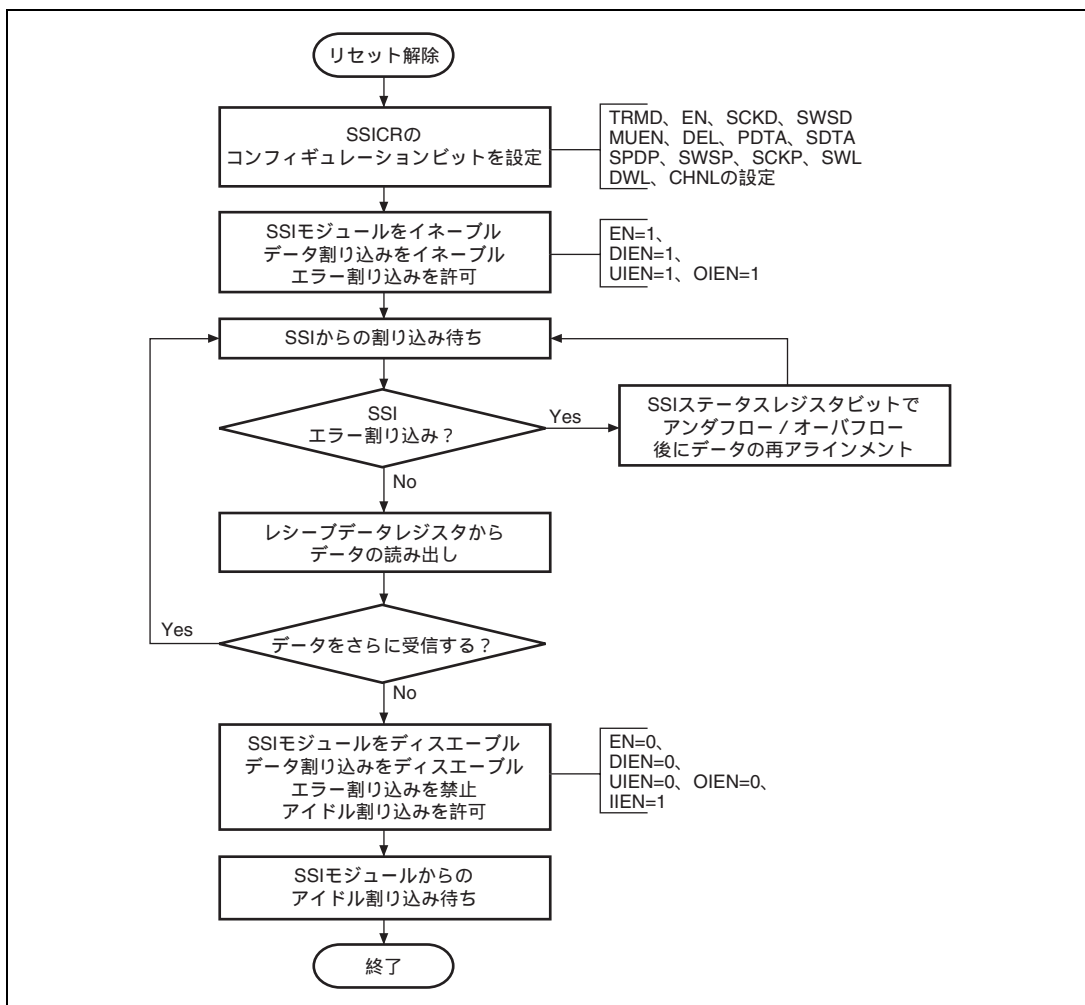 リセット解除
SSICRの
コンフィギュレーションビットを設定
TRMD、EN、SCKD、SWSD
MUEN、DEL、PDTA、SDTA
SPDP、SWSP、SCKP、SWL
DWL、CHNLの設定
SSIモジュールをイネーブル
データ割り込みをイネーブル
エラー割り込みを許可
EN=1、
DIEN=1、
UIEN=1、OIEN=1
SSIからの割り込み待ち
SSI
エラー割り込み？
Yes
SSIステータスレジスタビットで
アンダフロー / オーバフロー
後にデータの再アラインメント
No
レシーブデータレジスタから
データの読み出し
Yes
データをさらに受信する？
No
SSIモジュールをディスエーブル
データ割り込みをディスエーブル
エラー割り込みを禁止
アイドル割り込みを許可
EN=0、
DIEN=0、
UIEN=0、OIEN=0、
IIEN=1
SSIモジュールからの
アイドル割り込み待ち
終了